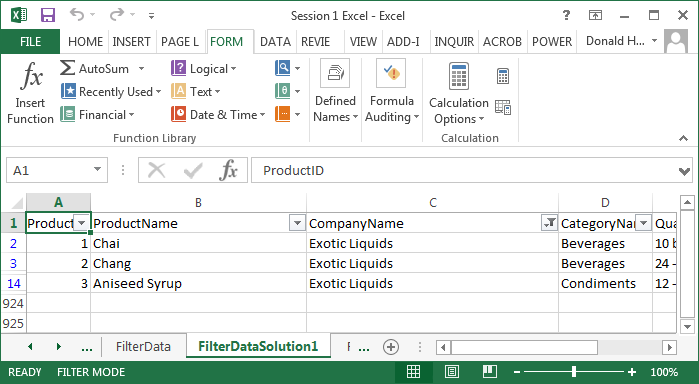 Session 1 Excel - Excel
FILE HOME INSERT PAGE L FORM DATA REVIE VIEW ADD-I INQUIR ACROB POWER Donald H...
fx Insert Function
Σ AutoSum
Recently Used
Financial
Logical
Text
Date & Time
Defined Names
Formula Auditing
Calculation Options
Function Library Calculation
A1 fx ProductID
A B C D
1 Product ProductName CompanyName CategoryNam Qua
2 1 Chai Exotic Liquids Beverages 10 b
3 2 Chang Exotic Liquids Beverages 24 -
14 3 Aniseed Syrup Exotic Liquids Condiments 12 -
924
925
... FilterData FilterDataSolution1 ...
READY FILTER MODE 100%